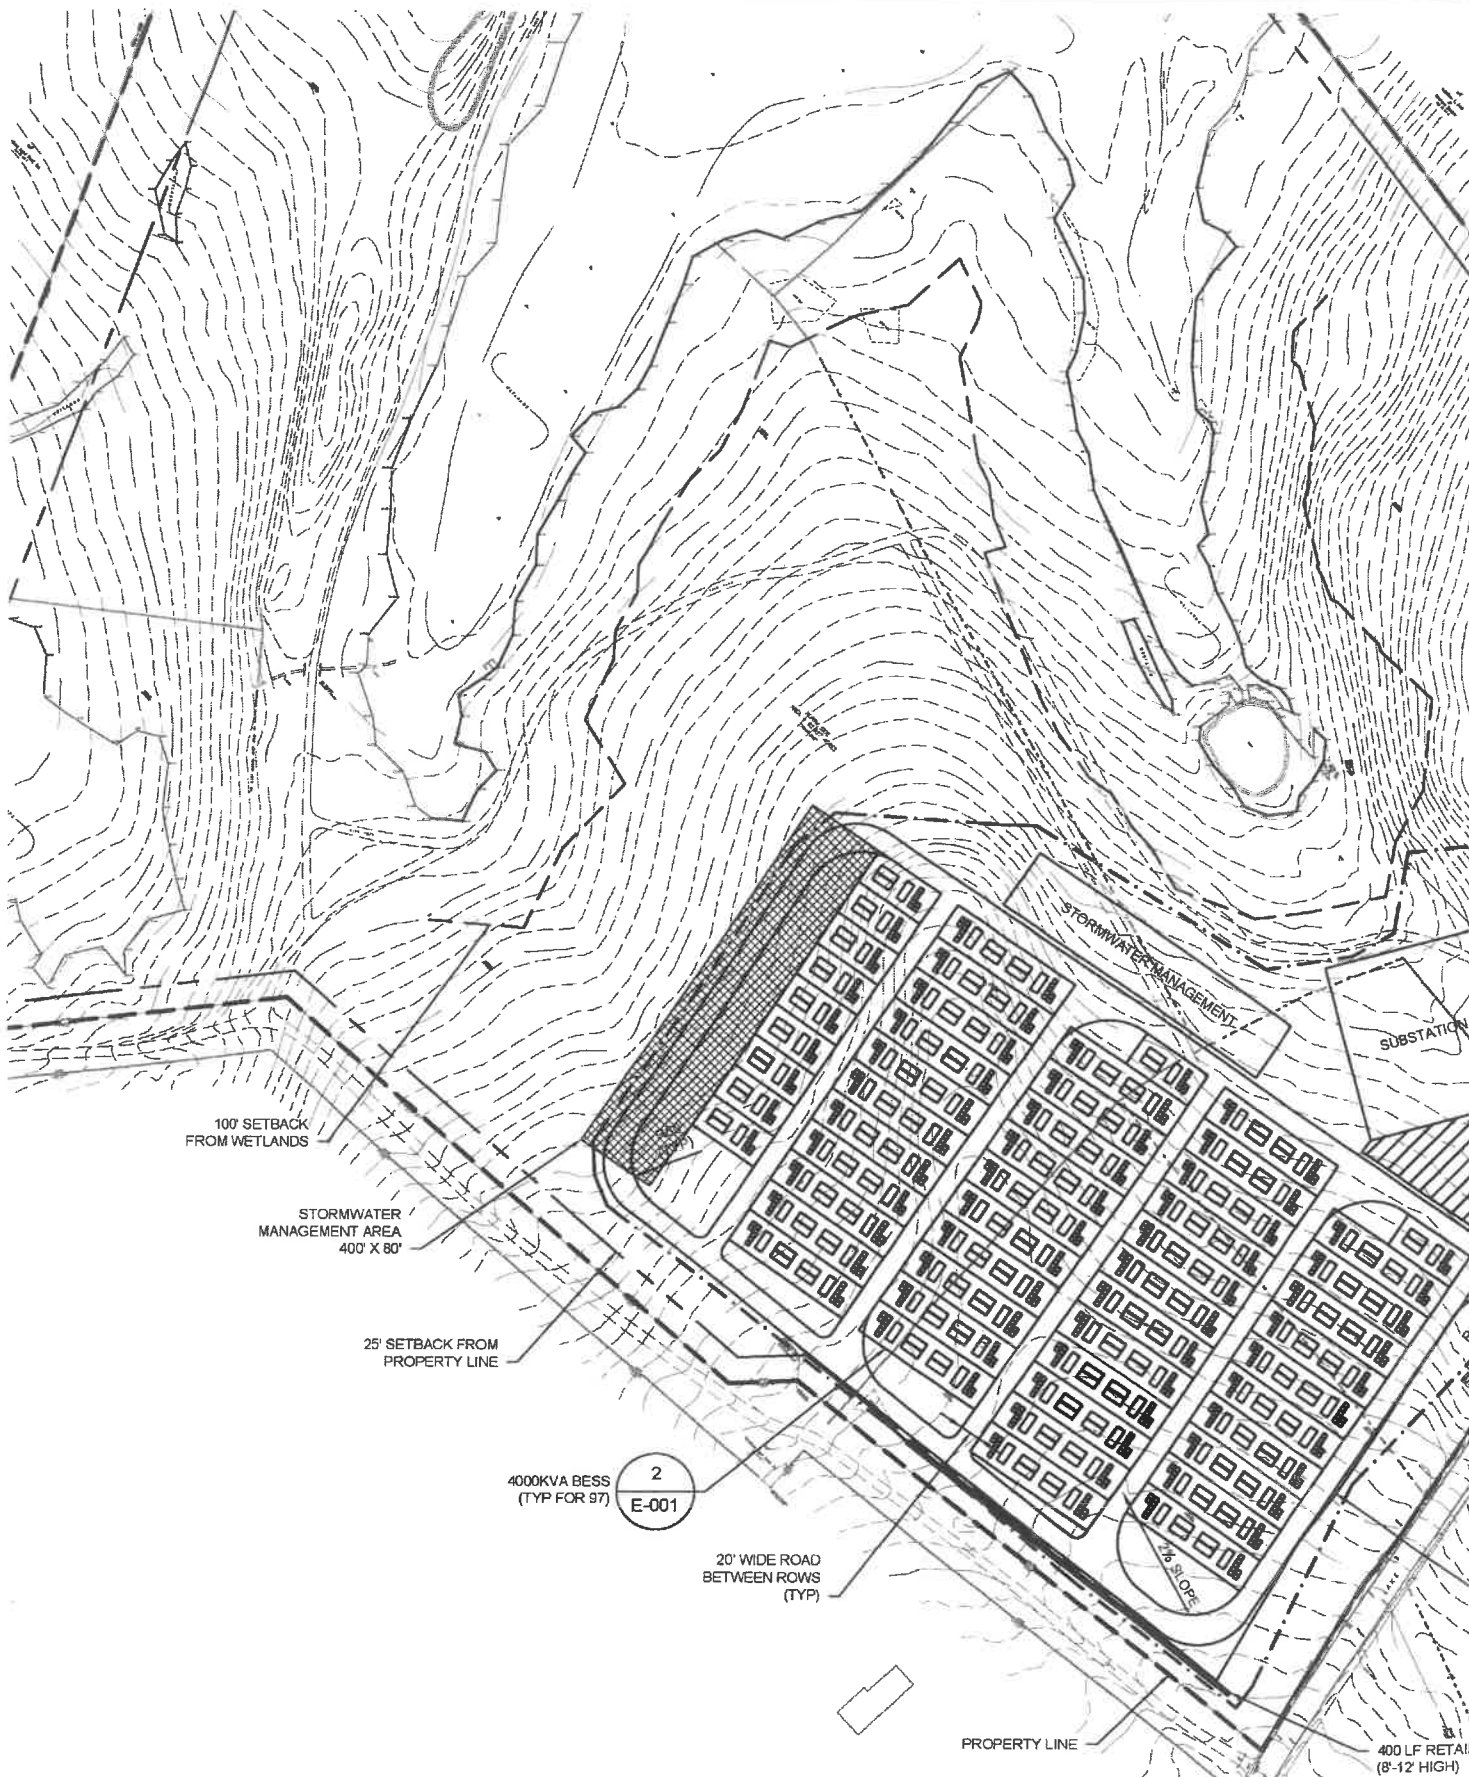 STORMWATER MANAGEMENT
SUBSTATION
100' SETBACK
FROM WETLANDS
STORMWATER
MANAGEMENT AREA
400' X 80'
25' SETBACK FROM
PROPERTY LINE
4000KVA BESS
(TYP FOR 97)
2
E-001
20' WIDE ROAD
BETWEEN ROWS
(TYP)
2% SLOPE
PROPERTY LINE
400 LF
(8'-12' HIGH)